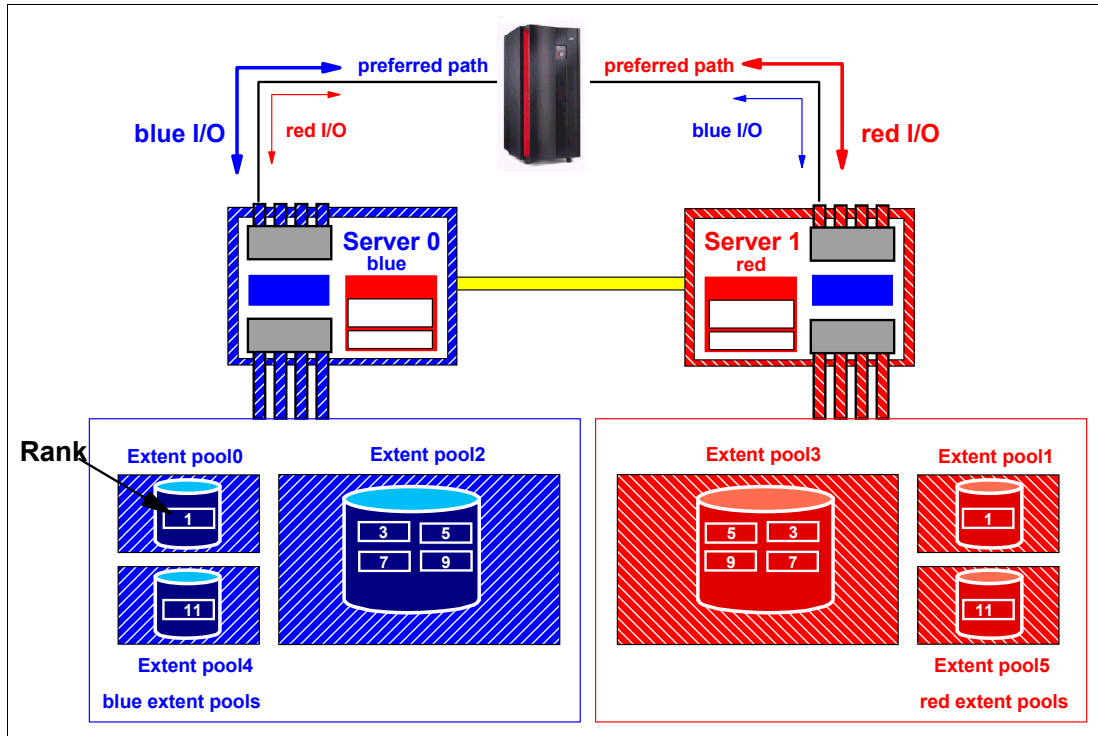 preferred path
preferred path
blue I/O
red I/O
blue I/O
red I/O
Server 0
blue
Server 1
red
Rank
Extent pool0
Extent pool2
Extent pool3
Extent pool1
1
3 5
7 9
5 3
9 7
1
11
11
Extent pool4
Extent pool5
blue extent pools
red extent pools